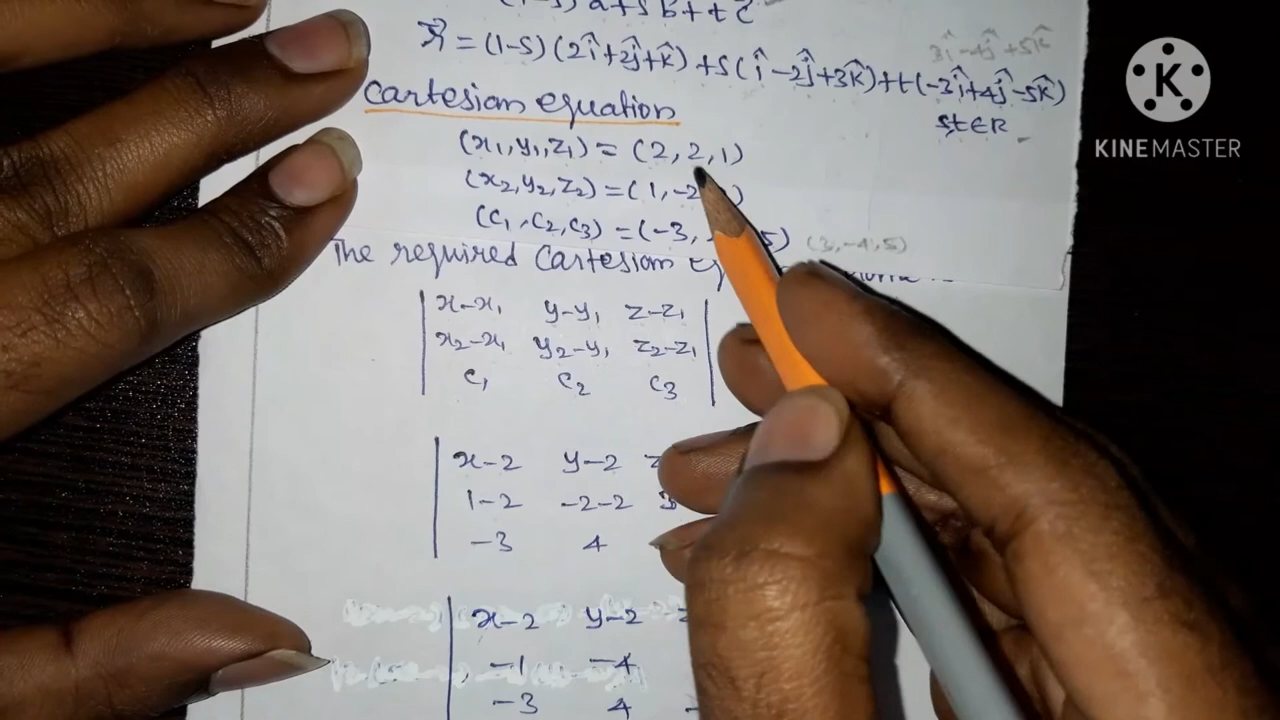 a + s b + t c
r = (1-s) (2î+2ĵ+k̂) + s(î-2ĵ+3k̂) + t(-3î+4ĵ-5k̂)
3î-4ĵ+5k̂
s,t∈R
Cartesian equation
(x₁,y₁,z₁) = (2, 2, 1)
(x₂,y₂,z₂) = (1,-2
(c₁, c₂, c₃) = (-3, 5) (3,-4,5)
The required Cartesian
x-x₁ y-y₁ z-z₁
x₂-x₁ y₂-y₁ z₂-z₁
c₁ c₂ c₃
x-2 y-2
1-2 -2-2 3
-3 4
x-2 y-2
-1 -4
-3 4
K
KINEMASTER